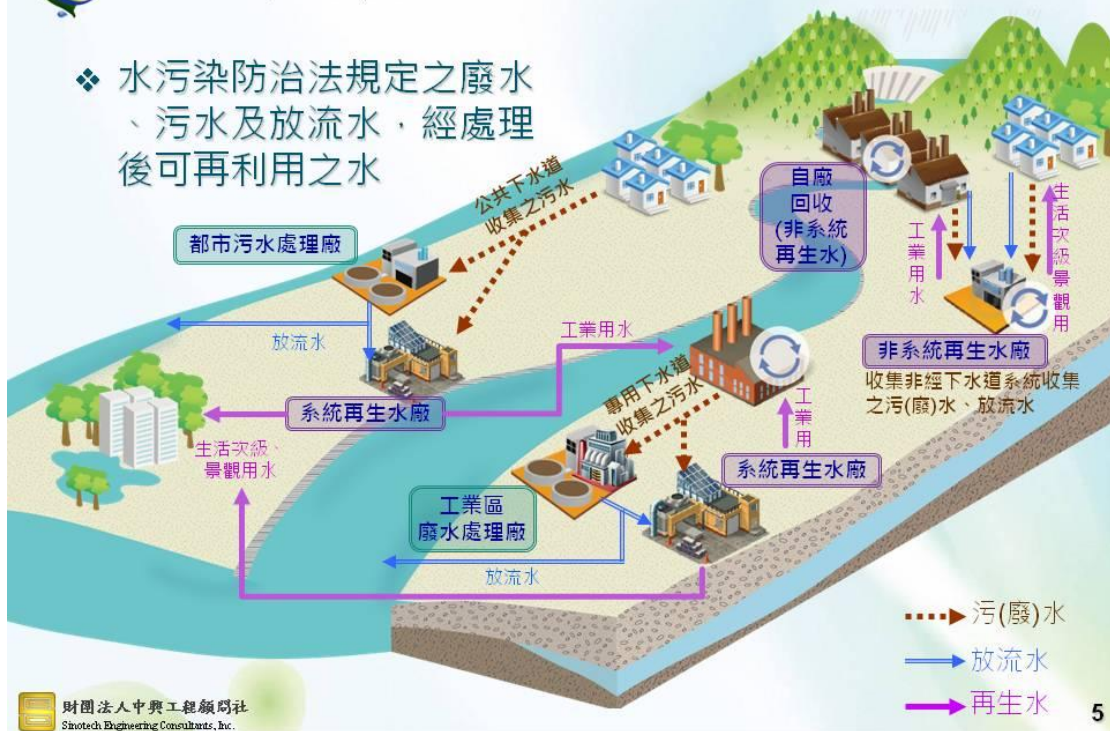 ❖ 水污染防治法規定之廢水
、污水及放流水，經處理
後可再利用之水
公共下水道
收集之污水
都市污水處理廠
放流水
系統再生水廠
生活次級、
景觀用水
工業用水
自廠
回收
(非系統
再生水)
工業用水
生活次級景觀用
非系統再生水廠
收集非經下水道系統收集
之污(廢)水、放流水
專用下水道
收集之污水
工業用
系統再生水廠
工業區
廢水處理廠
放流水
污(廢)水
放流水
再生水
財團法人中興工程顧問社
Sinotech Engineering Consultants, Inc.
5